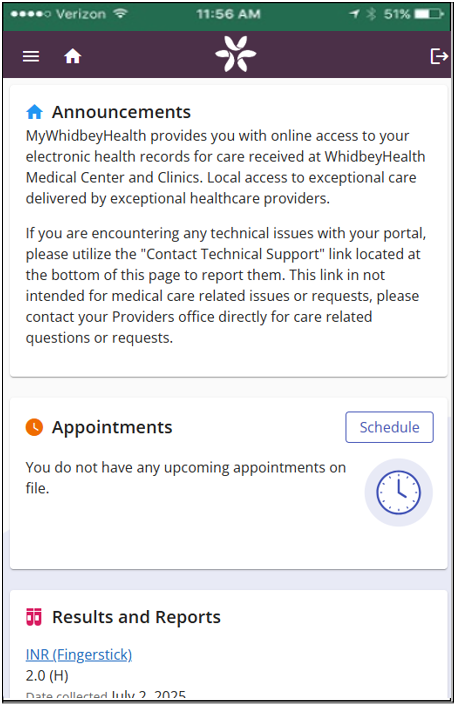 Verizon 11:56 AM 51%
Announcements
MyWhidbeyHealth provides you with online access to your
electronic health records for care received at WhidbeyHealth
Medical Center and Clinics. Local access to exceptional care
delivered by exceptional healthcare providers.
If you are encountering any technical issues with your portal,
please utilize the "Contact Technical Support" link located at
the bottom of this page to report them. This link in not
intended for medical care related issues or requests, please
contact your Providers office directly for care related
questions or requests.
Appointments
Schedule
You do not have any upcoming appointments on
file.
Results and Reports
INR (Fingerstick)
2.0 (H)
Date collected July 2, 2025